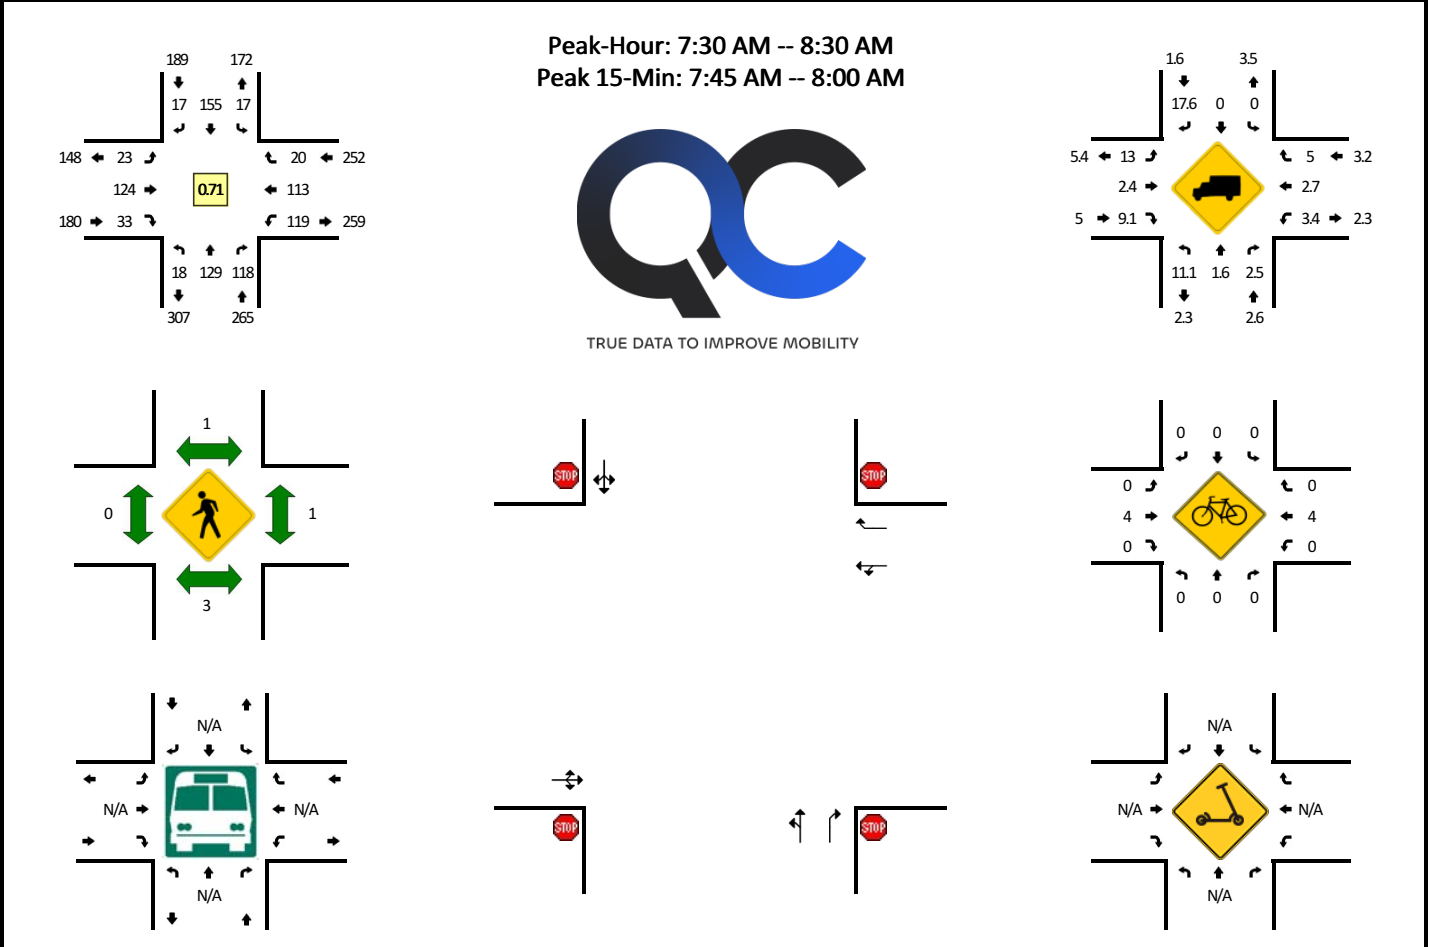 Peak-Hour: 7:30 AM -- 8:30 AM
Peak 15-Min: 7:45 AM -- 8:00 AM
189 172
17 155 17
148 23 20 252
124 0.71 113
180 33 119 259
18 129 118
307 265
QC
TRUE DATA TO IMPROVE MOBILITY
1.6 3.5
17.6 0 0
5.4 13 5 3.2
2.4 2.7
5 9.1 3.4 2.3
11.1 1.6 2.5
2.3 2.6
1
0 1
3
STOP STOP
STOP STOP
0 0 0
0 0
4 4
0 0
0 0 0
N/A
N/A N/A
N/A
N/A
N/A N/A
N/A